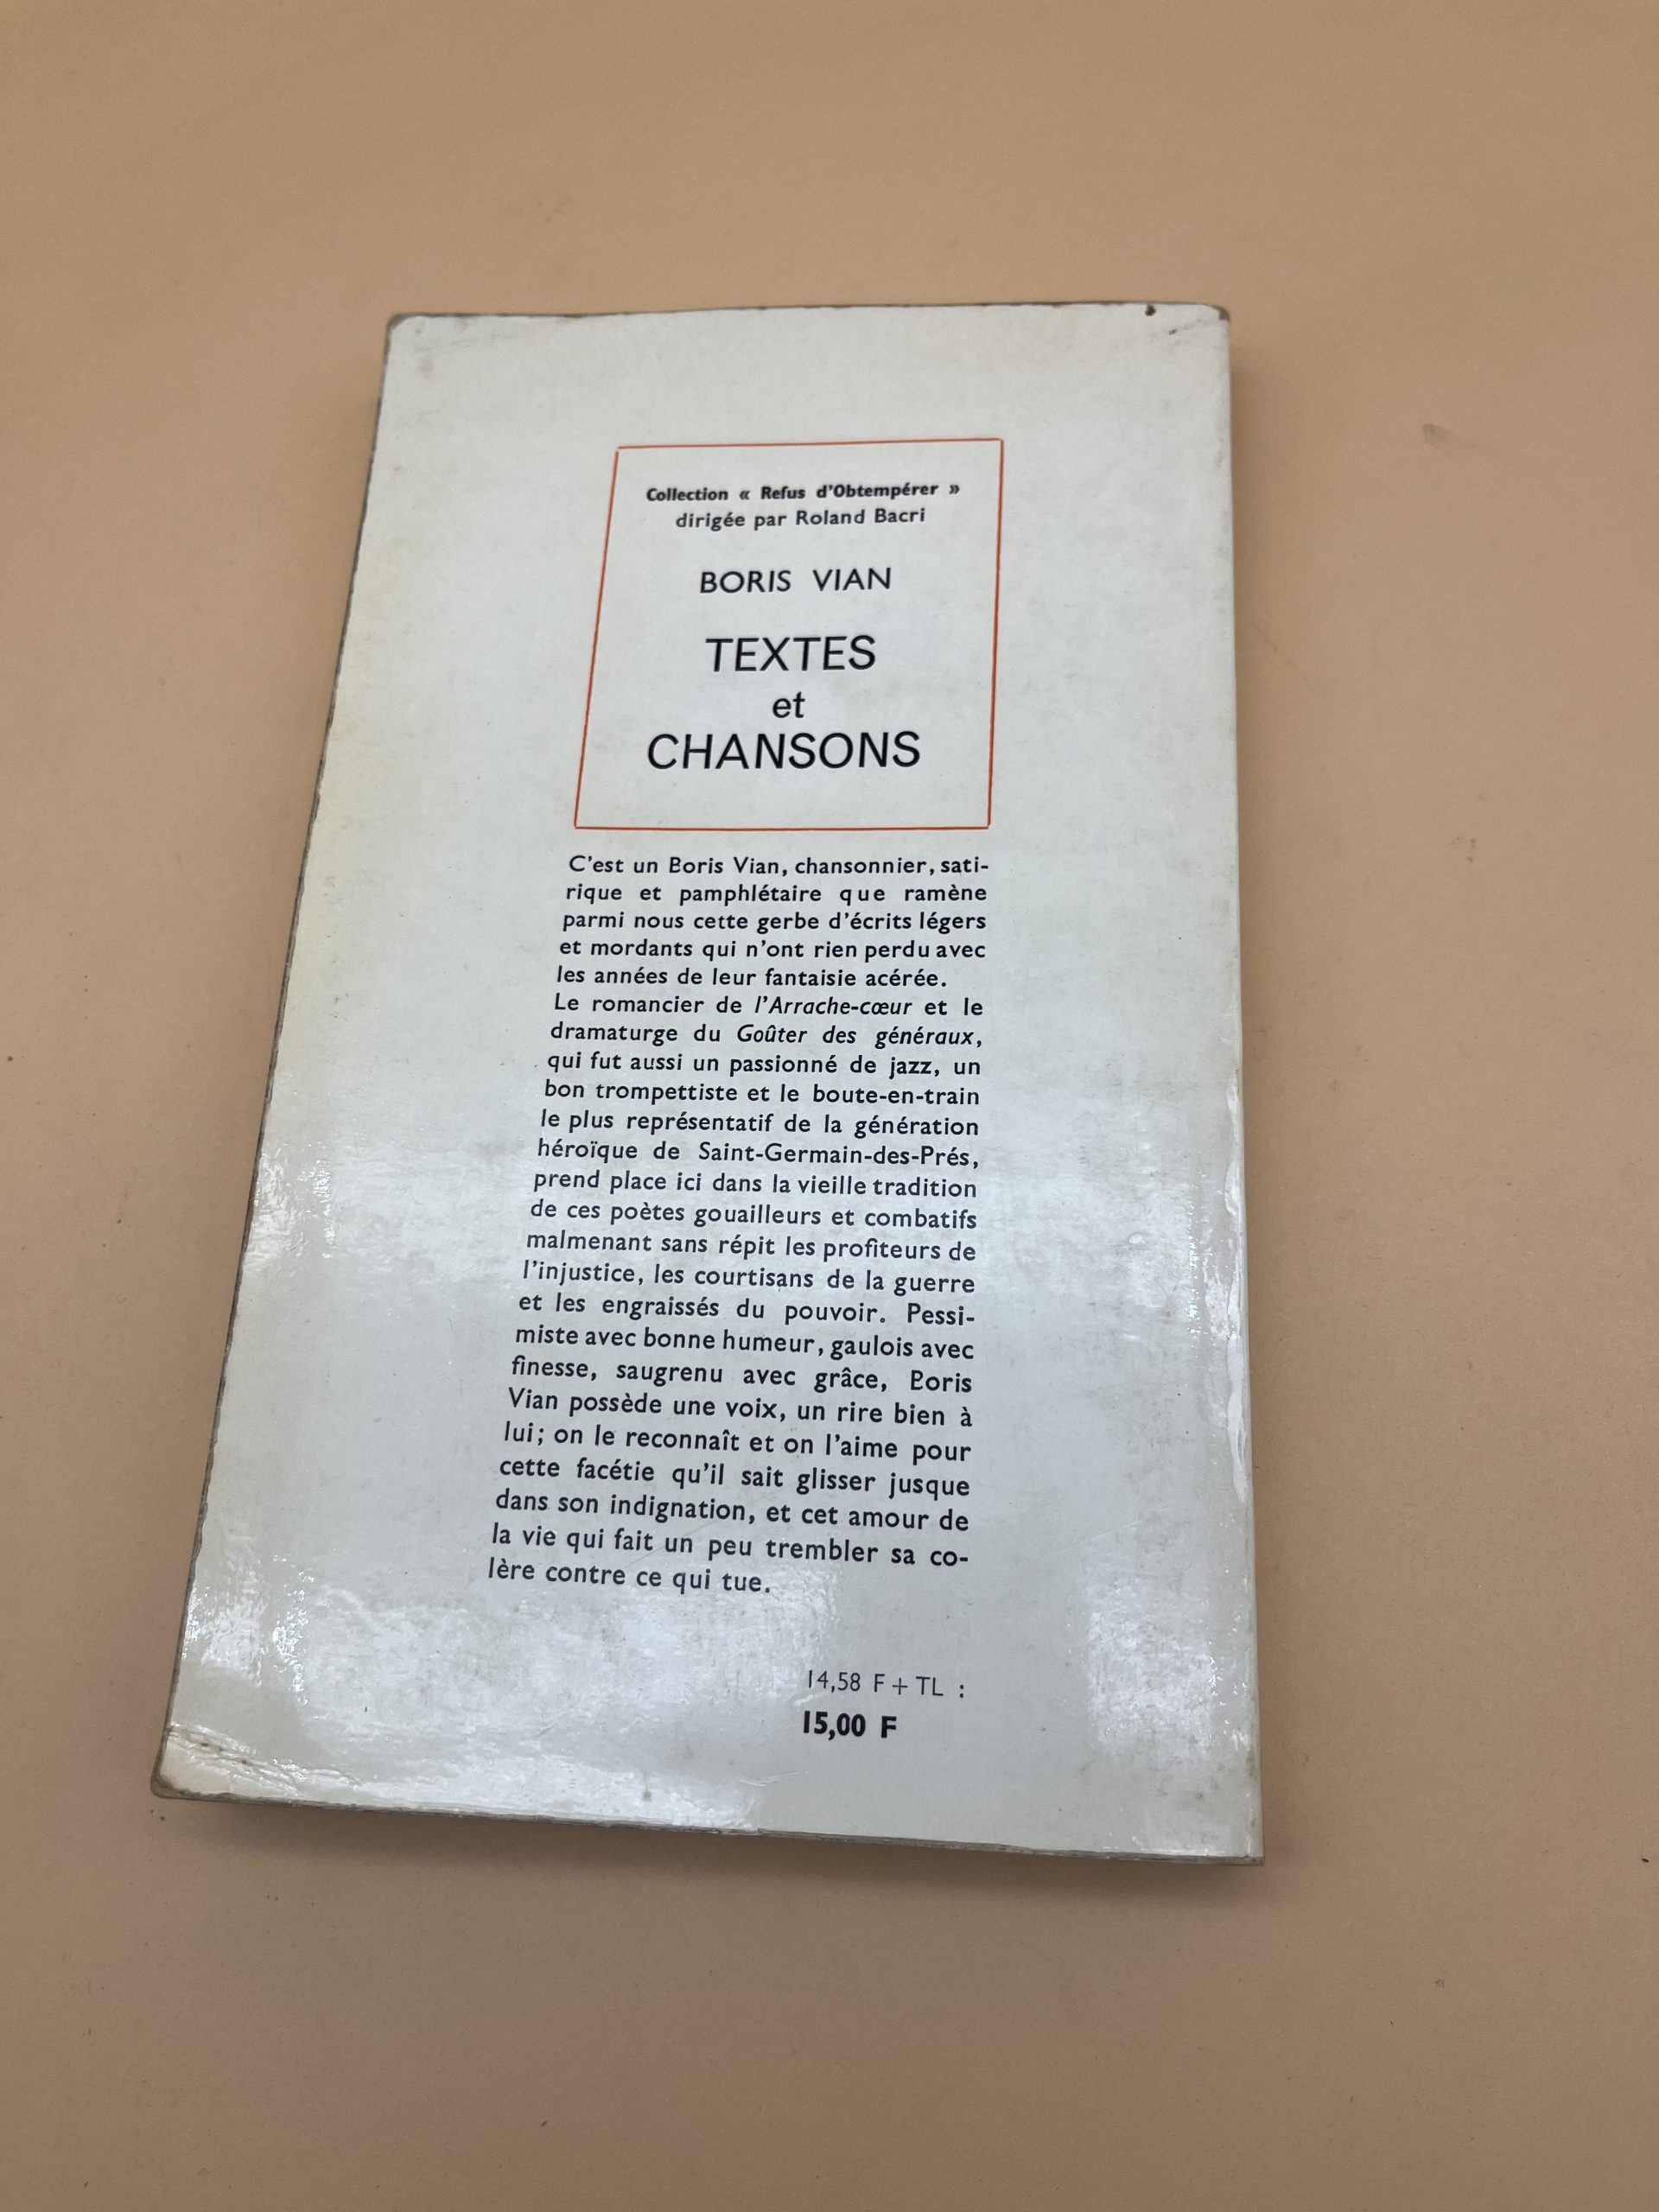 Collection « Refus d'Obtempérer »
dirigée par Roland Bacri
BORIS VIAN
TEXTES
et
CHANSONS
C'est un Boris Vian, chansonnier, sati-
rique et pamphlétaire que ramène
parmi nous cette gerbe d'écrits légers
et mordants qui n'ont rien perdu avec
les années de leur fantaisie acérée.
Le romancier de l'Arrache-cœur et le
dramaturge du Goûter des généraux,
qui fut aussi un passionné de jazz, un
bon trompettiste et le boute-en-train
le plus représentatif de la génération
héroïque de Saint-Germain-des-Prés,
prend place ici dans la vieille tradition
de ces poètes gouailleurs et combatifs
malmenant sans répit les profiteurs de
l'injustice, les courtisans de la guerre
et les engraissés du pouvoir. Pessi-
miste avec bonne humeur, gaulois avec
finesse, saugrenu avec grâce, Boris
Vian possède une voix, un rire bien à
lui; on le reconnaît et on l'aime pour
cette facétie qu'il sait glisser jusque
dans son indignation, et cet amour de
la vie qui fait un peu trembler sa co-
lère contre ce qui tue.
14,58 F + TL :
15,00 F